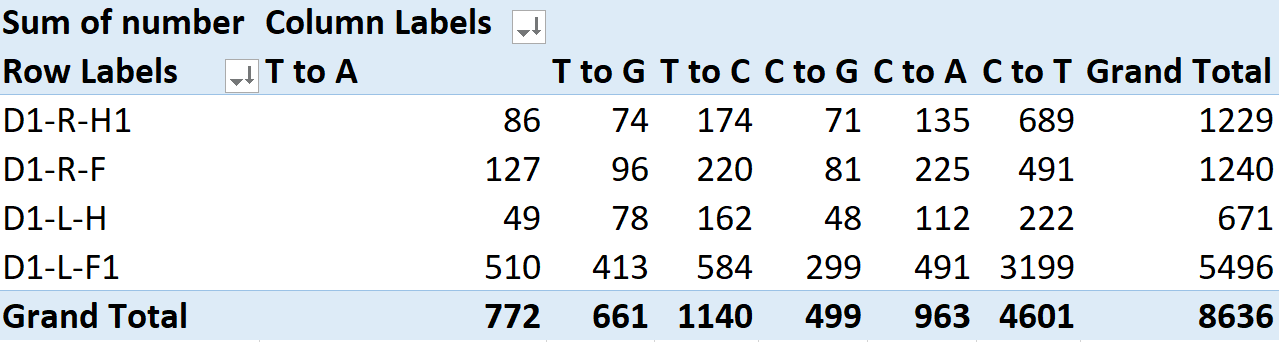 Sum of number Column Labels
Row Labels T to A T to G T to C C to G C to A C to T Grand Total
D1-R-H1 86 74 174 71 135 689 1229
D1-R-F 127 96 220 81 225 491 1240
D1-L-H 49 78 162 48 112 222 671
D1-L-F1 510 413 584 299 491 3199 5496
Grand Total 772 661 1140 499 963 4601 8636